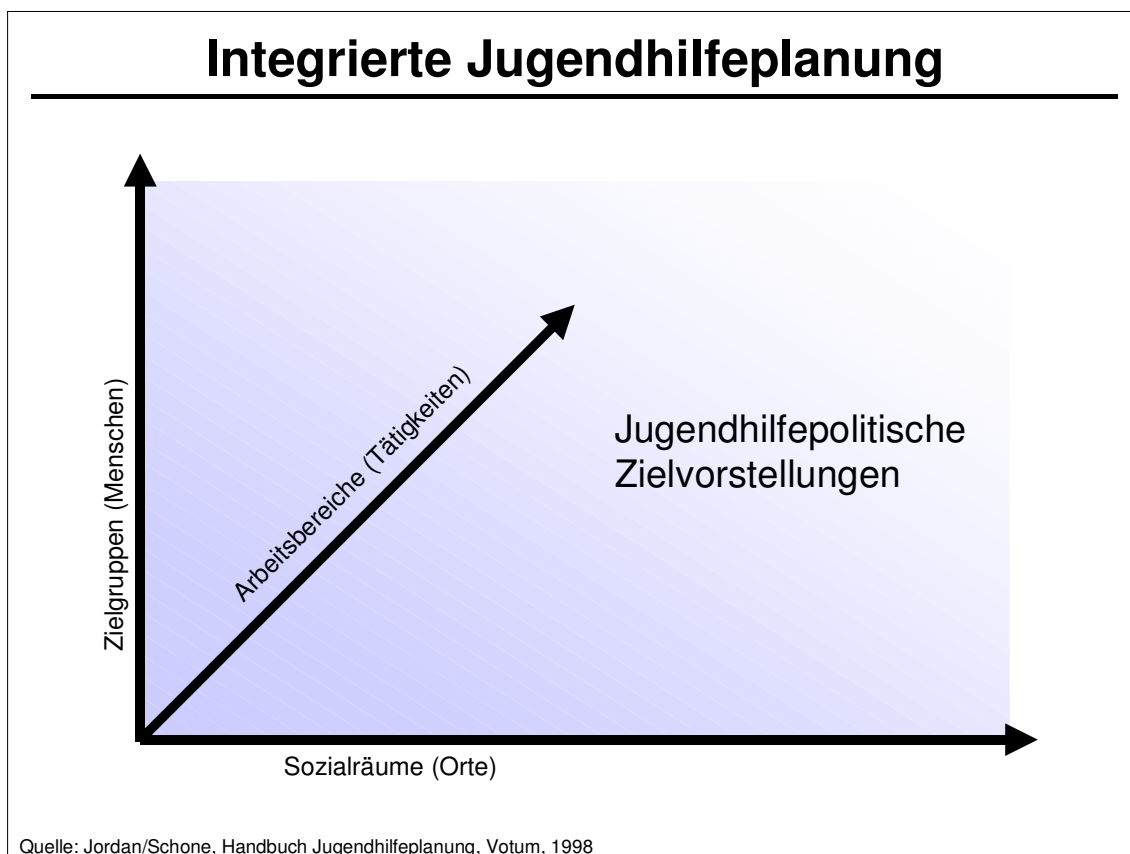 Integrierte Jugendhilfeplanung
Zielgruppen (Menschen)
Arbeitsbereiche (Tätigkeiten)
Jugendhilfepolitische
Zielvorstellungen
Sozialräume (Orte)
Quelle: Jordan/Schone, Handbuch Jugendhilfeplanung, Votum, 1998